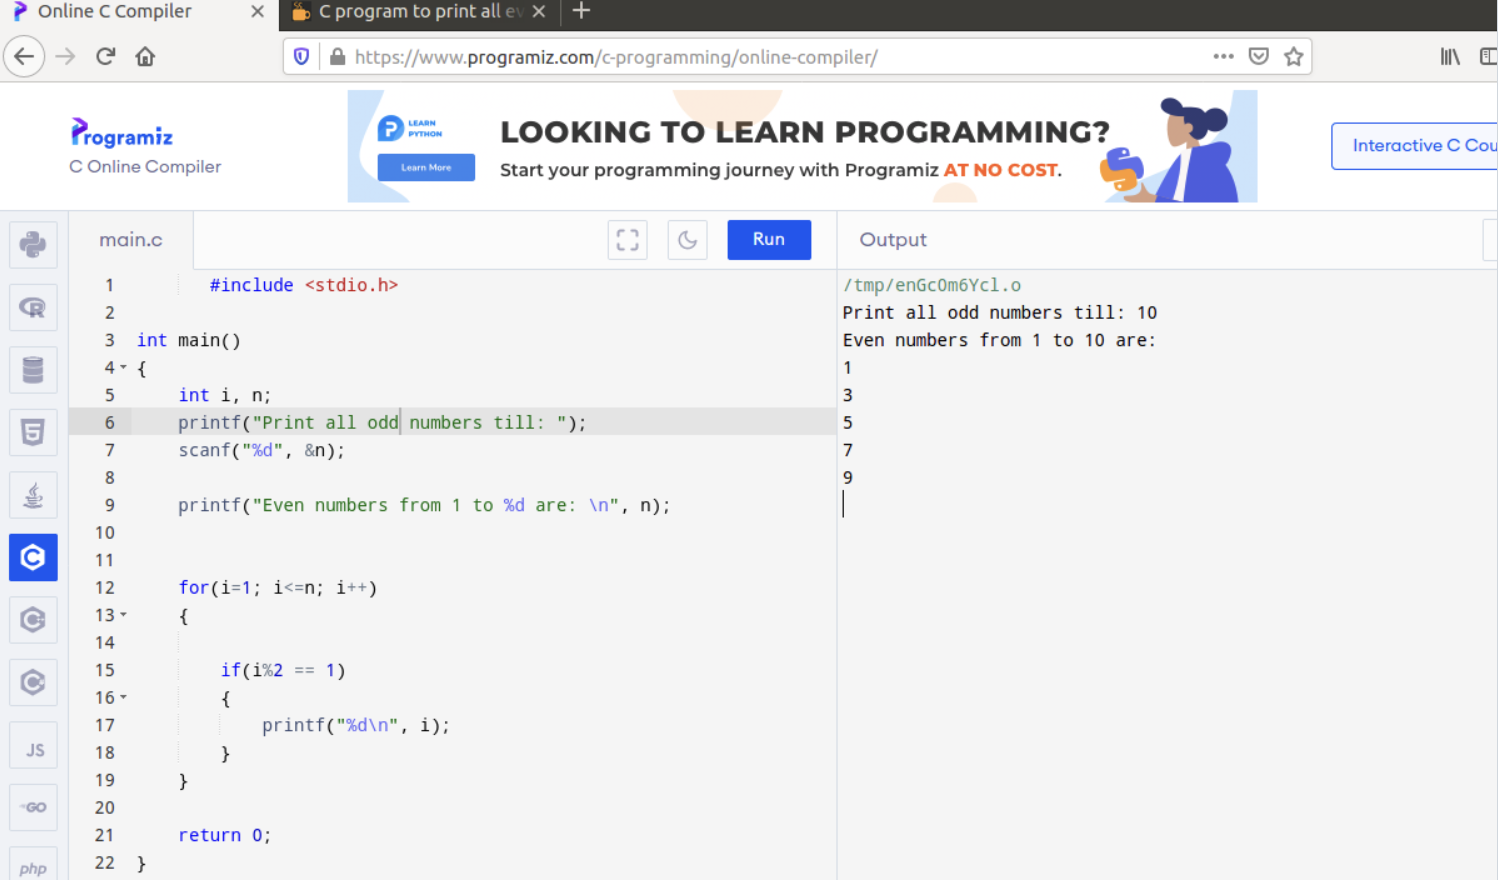 Online C Compiler
C program to print all ev
https://www.programiz.com/c-programming/online-compiler/
Programiz
C Online Compiler
LEARN
PYTHON
Learn More
LOOKING TO LEARN PROGRAMMING?
Start your programming journey with Programiz AT NO COST.
Interactive C Cou
main.c
Run
Output
1 #include <stdio.h>
2
3 int main()
4 {
5 int i, n;
6 printf("Print all odd numbers till: ");
7 scanf("%d", &n);
8
9 printf("Even numbers from 1 to %d are: \n", n);
10
11
12 for(i=1; i<=n; i++)
13 {
14
15 if(i%2 == 1)
16 {
17 printf("%d\n", i);
18 }
19 }
20
21 return 0;
22 }
/tmp/enGcOm6Ycl.o
Print all odd numbers till: 10
Even numbers from 1 to 10 are:
1
3
5
7
9
R
5
C
JS
GO
php